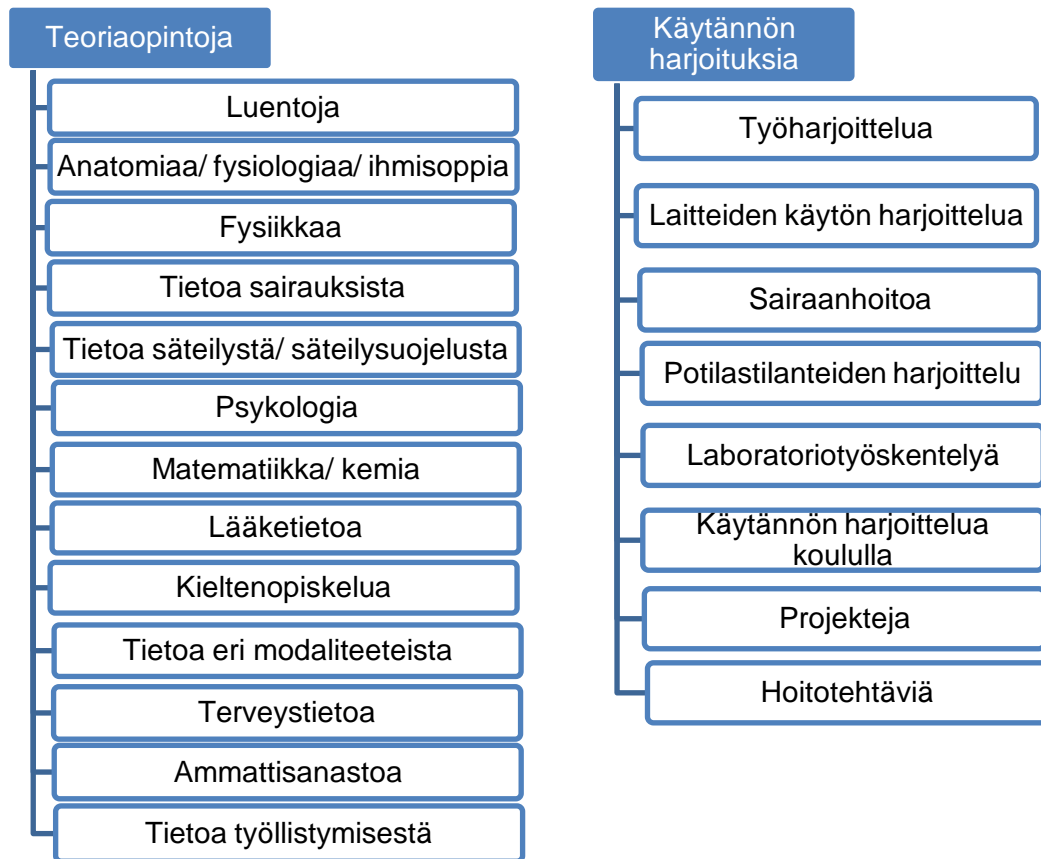 Teoriaopintoja
Luentoja
Anatomiaa/ fysiologiaa/ ihmisoppia
Fysiikkaa
Tietoa sairauksista
Tietoa säteilystä/ säteilysuojelusta
Psykologia
Matematiikka/ kemia
Lääketietoa
Kieltenopiskelua
Tietoa eri modaliteeteista
Terveystietoa
Ammattisanastoa
Tietoa työllistymisestä
Käytännön
harjoituksia
Työharjoittelua
Laitteiden käytön harjoittelua
Sairaanhoitoa
Potilastilanteiden harjoittelu
Laboratoriotyöskentelyä
Käytännön harjoittelua
koululla
Projekteja
Hoitotehtäviä